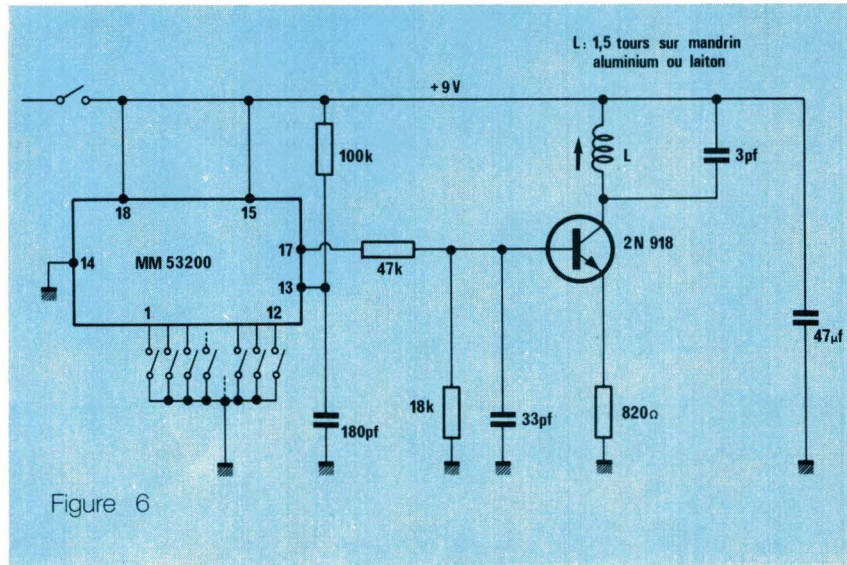 L: 1,5 tours sur mandrin
aluminium ou laiton
+9V
100k
L
3pf
18
15
14
MM 53200
17
13
47k
2N 918
1
12
47µf
180pf
18k
33pf
820Ω
Figure 6